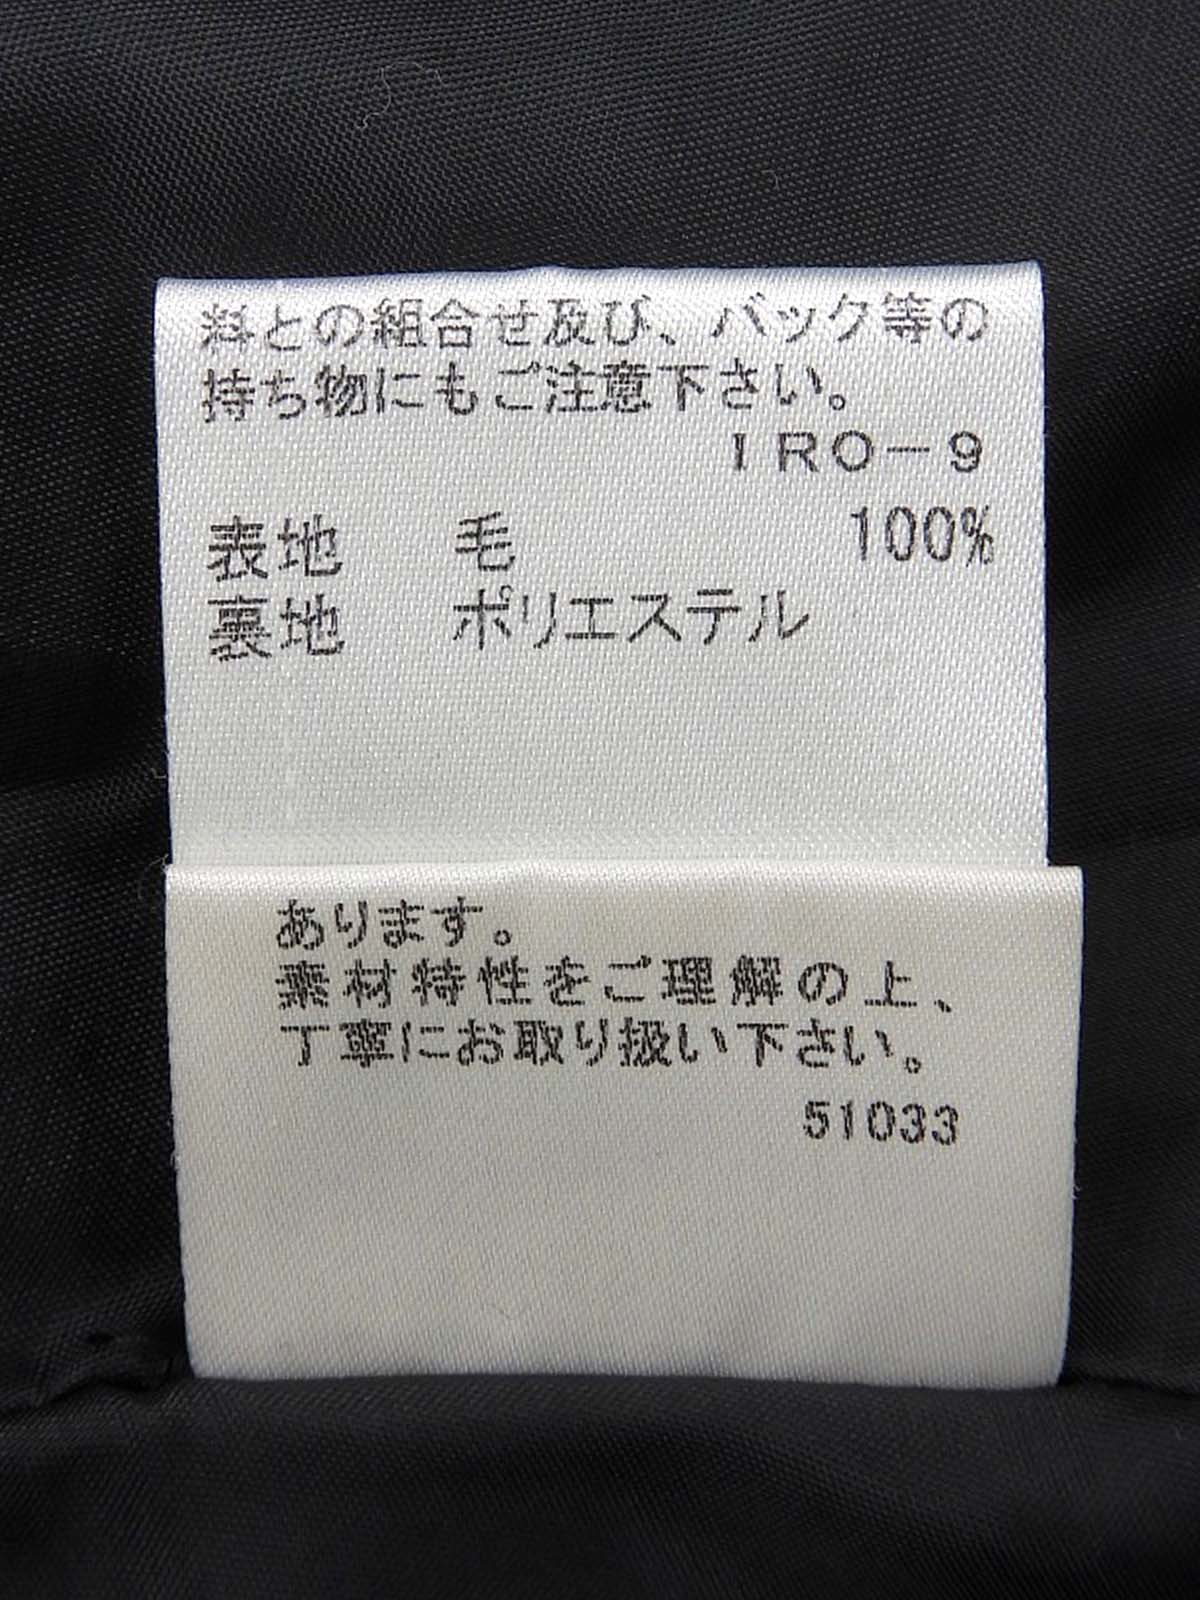 料との組合せ及び、バック等の
持ち物にもご注意下さい。
IRO-9
表地 毛 100%
裏地 ポリエステル
あります。
素材特性をご理解の上、
丁寧にお取り扱い下さい。
51033